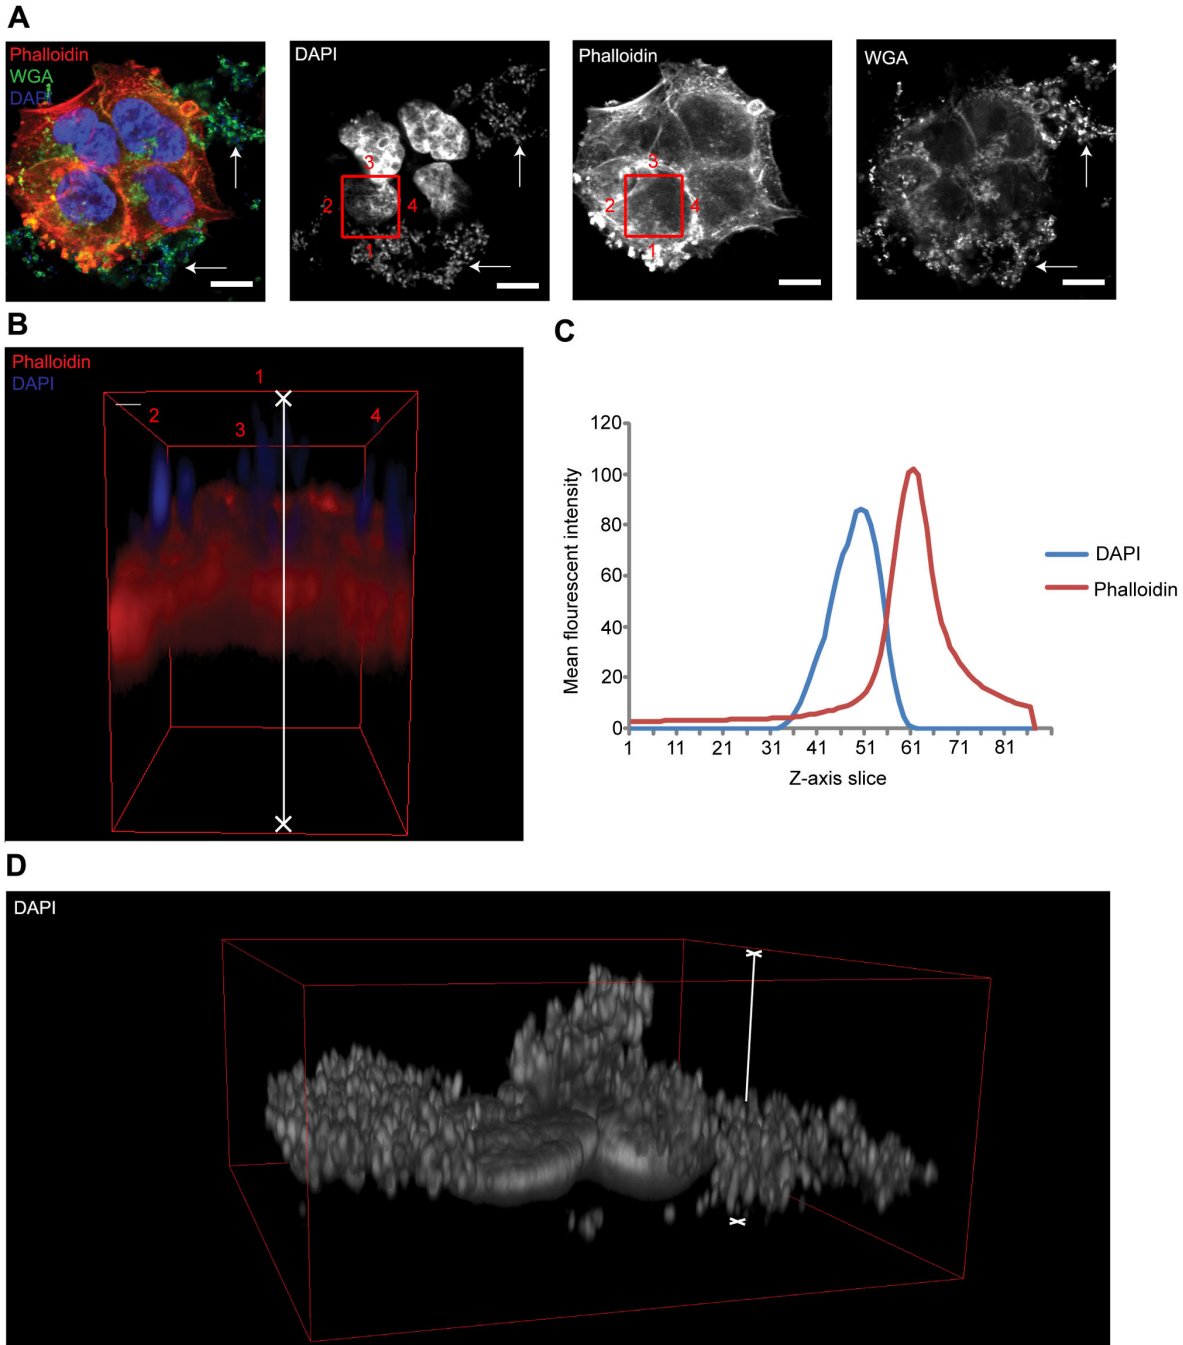 A
Phalloidin
WGA
DAPI
DAPI
3
2
4
1
Phalloidin
3
2
4
1
WGA
B
Phalloidin
DAPI
1
2
3
4
C
Mean flourescent intensity
120
100
80
60
40
20
0
1 11 21 31 41 51 61 71 81
Z-axis slice
DAPI
Phalloidin
D
DAPI